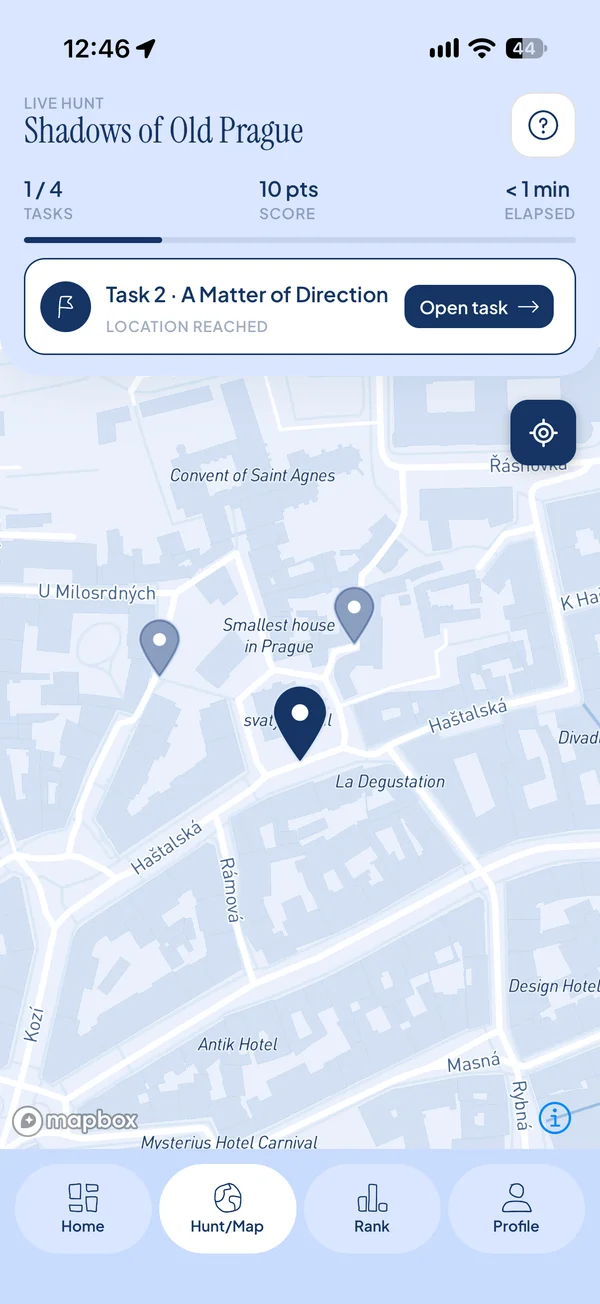 12:46
44
LIVE HUNT
Shadows of Old Prague
?
1 / 4
TASKS
10 pts
SCORE
< 1 min
ELAPSED
Task 2 · A Matter of Direction
LOCATION REACHED
Open task →
Convent of Saint Agnes
Řásnovka
U Milosrdných
K Ha
Smallest house
in Prague
svat
Haštalská
Divad
La Degustation
Haštalská
Rámová
Design Hotel
Kozí
Antik Hotel
Masná
Rybná
mapbox
Mysterius Hotel Carnival
Home
Hunt/Map
Rank
Profile